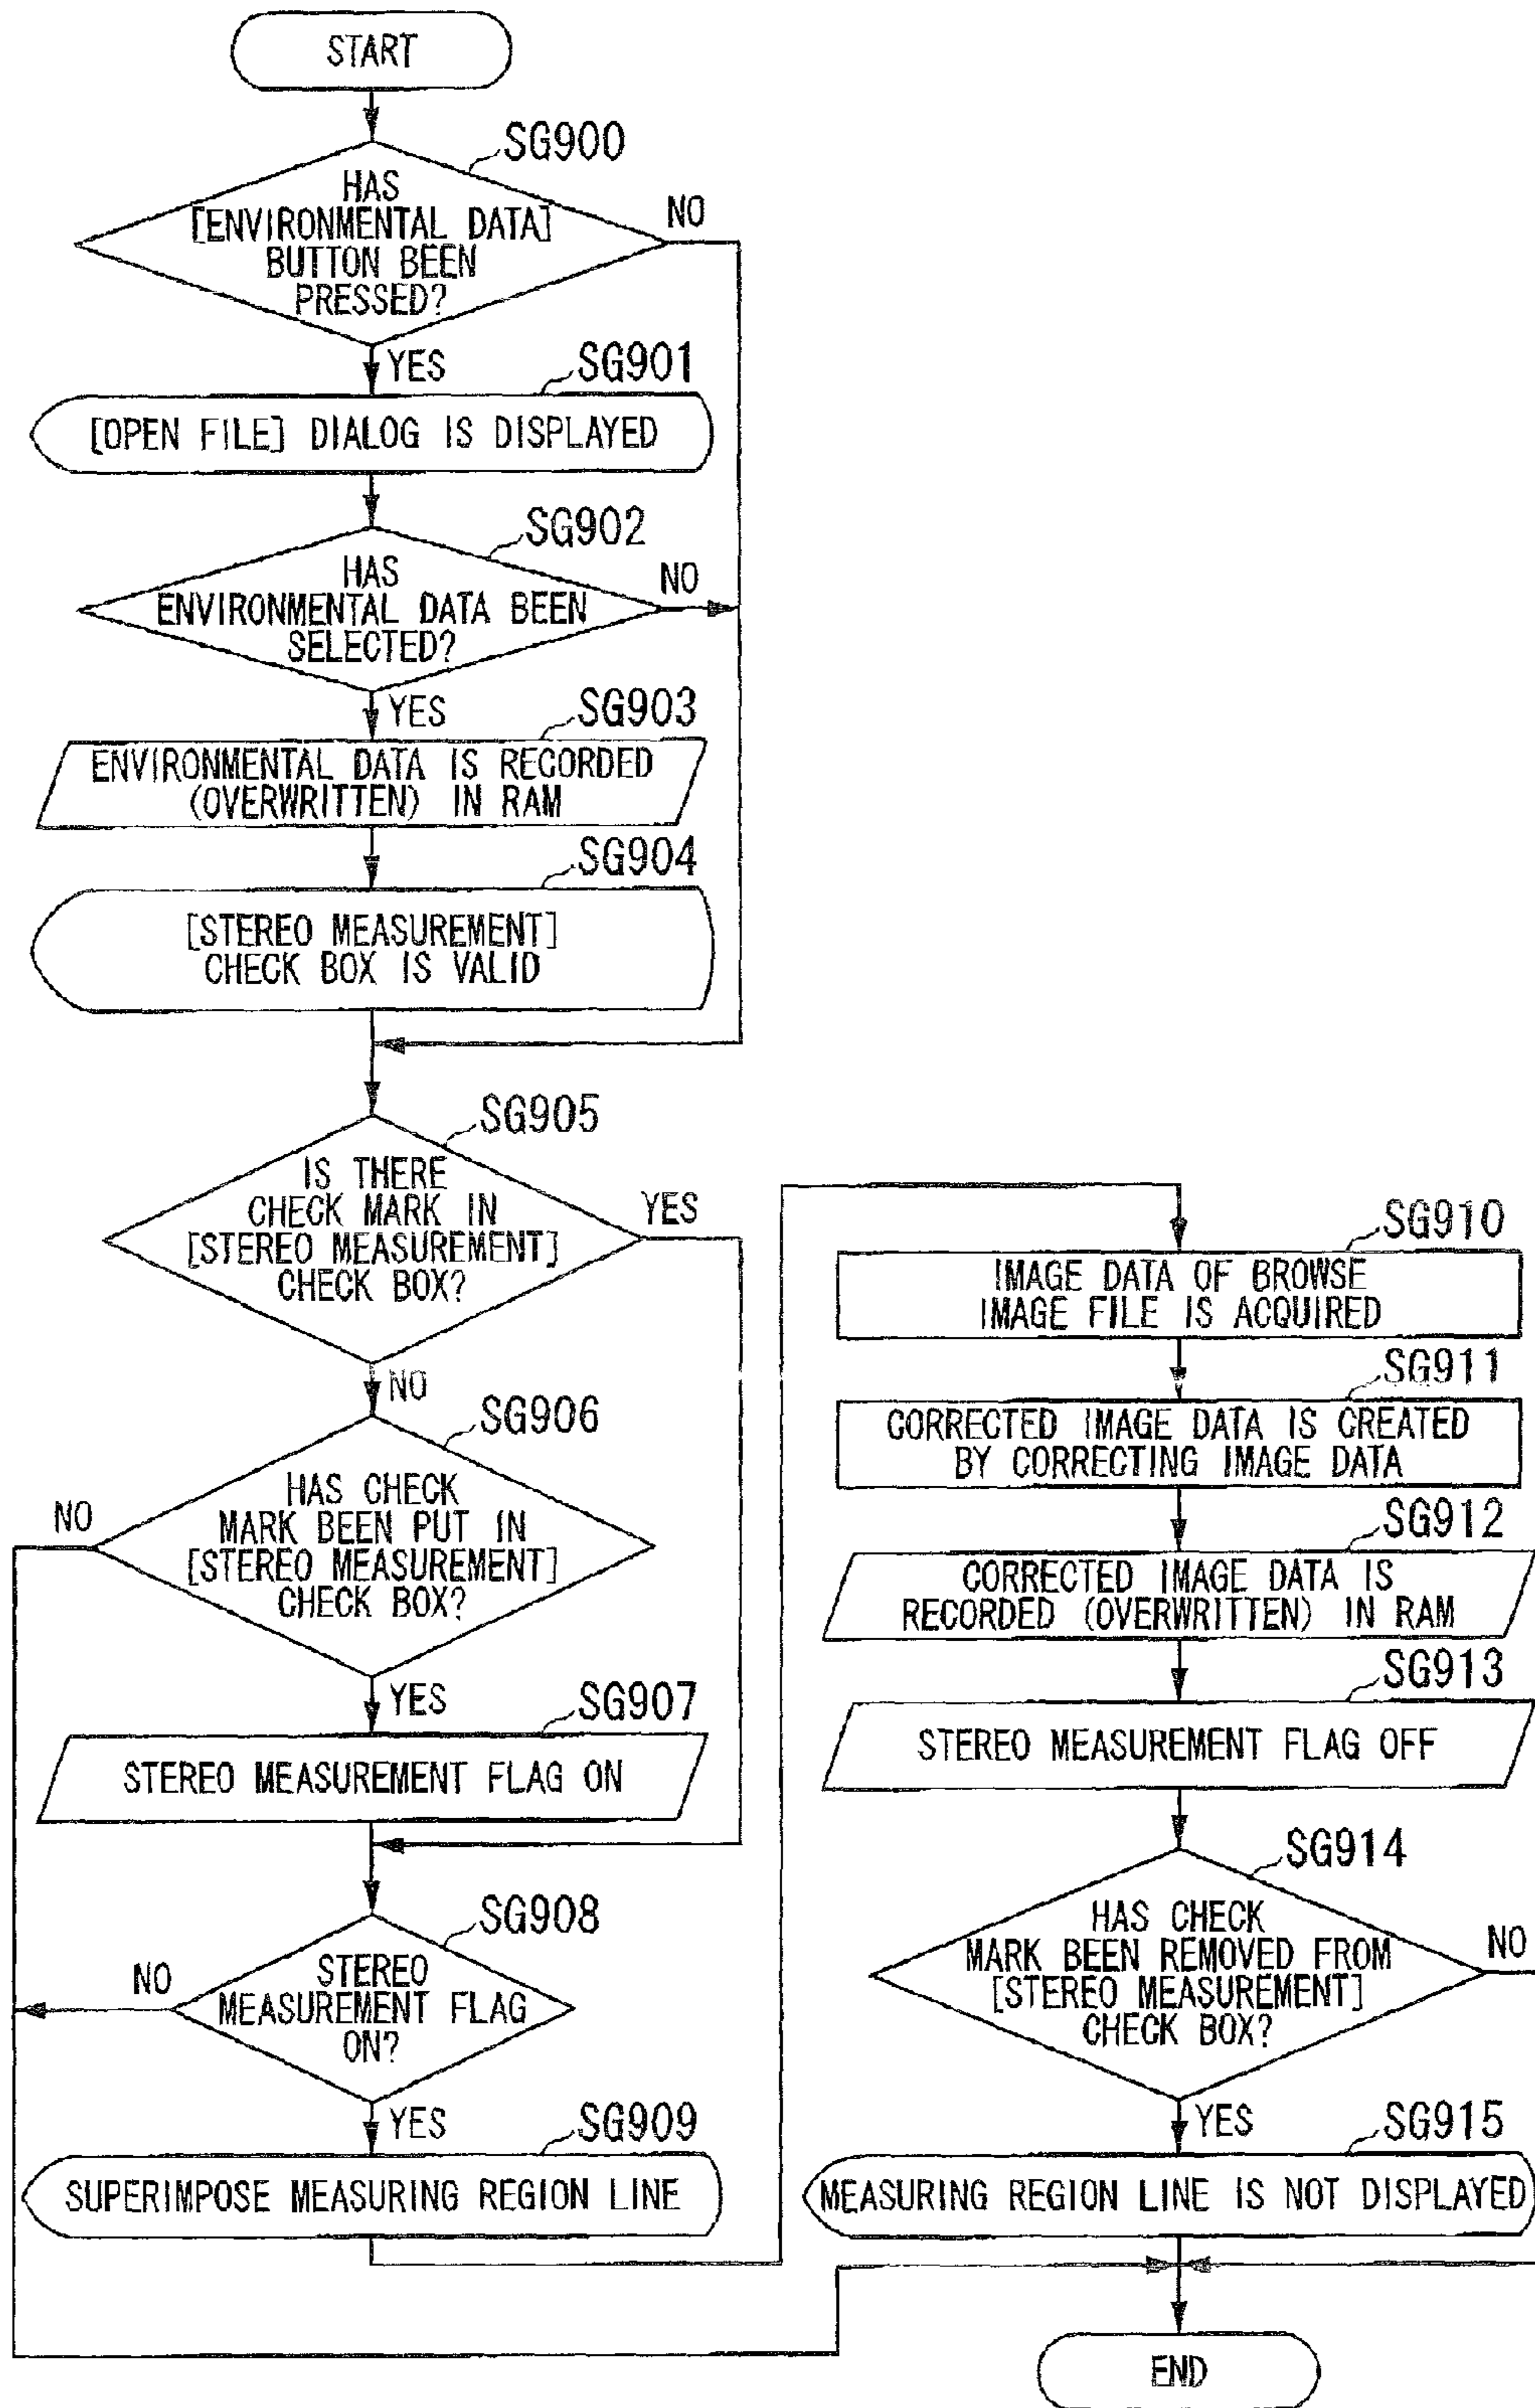 START
SG900
HAS
[ENVIRONMENTAL DATA]
BUTTON BEEN
PRESSED?
NO
YES
SG901
[OPEN FILE] DIALOG IS DISPLAYED
SG902
HAS
ENVIRONMENTAL DATA BEEN
SELECTED?
NO
YES
SG903
ENVIRONMENTAL DATA IS RECORDED
(OVERWRITTEN) IN RAM
SG904
[STEREO MEASUREMENT]
CHECK BOX IS VALID
SG905
IS THERE
CHECK MARK IN
[STEREO MEASUREMENT]
CHECK BOX?
YES
NO
SG906
HAS CHECK
MARK BEEN PUT IN
[STEREO MEASUREMENT]
CHECK BOX?
NO
YES
SG907
STEREO MEASUREMENT FLAG ON
SG908
STEREO
MEASUREMENT FLAG
ON?
NO
YES
SG909
SUPERIMPOSE MEASURING REGION LINE
SG910
IMAGE DATA OF BROWSE
IMAGE FILE IS ACQUIRED
SG911
CORRECTED IMAGE DATA IS CREATED
BY CORRECTING IMAGE DATA
SG912
CORRECTED IMAGE DATA IS
RECORDED (OVERWRITTEN) IN RAM
SG913
STEREO MEASUREMENT FLAG OFF
SG914
HAS CHECK
MARK BEEN REMOVED FROM
[STEREO MEASUREMENT]
CHECK BOX?
NO
YES
SG915
MEASURING REGION LINE IS NOT DISPLAYED
END